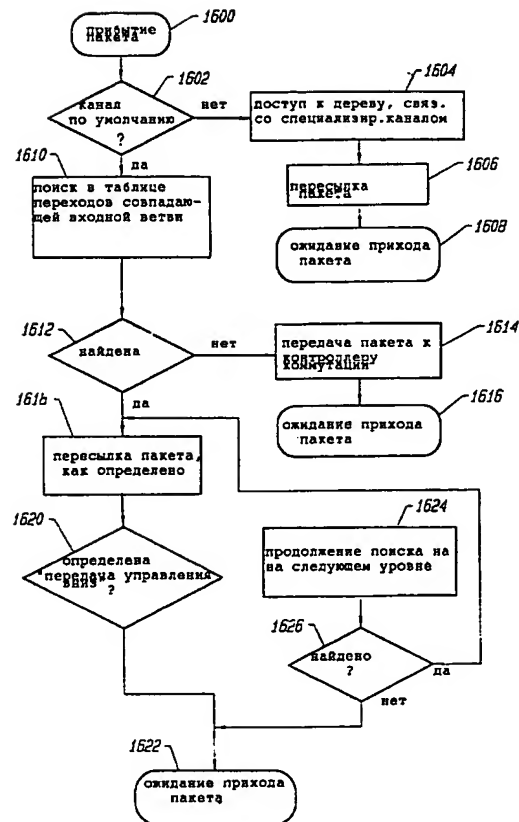 1600
прибытие
пакета
1602
канал
по умолчанию
?
нет
да
1604
доступ к дереву, связ.
со специализир.каналом
1606
пересылка
пакета
1608
ожидание прихода
пакета
1610
поиск в таблице
переходов совпадаю-
щей входной ветви
1612
найдена
нет
да
1614
передача пакета к
контроллеру
коммутации
1616
ожидание прихода
пакета
161b
пересылка пакета,
как определено
1620
определена
"передача управления
вниз ?
1624
продолжение поиска на
на следующем уровне
1626
найдено
?
да
нет
1622
ожидание прихода
пакета